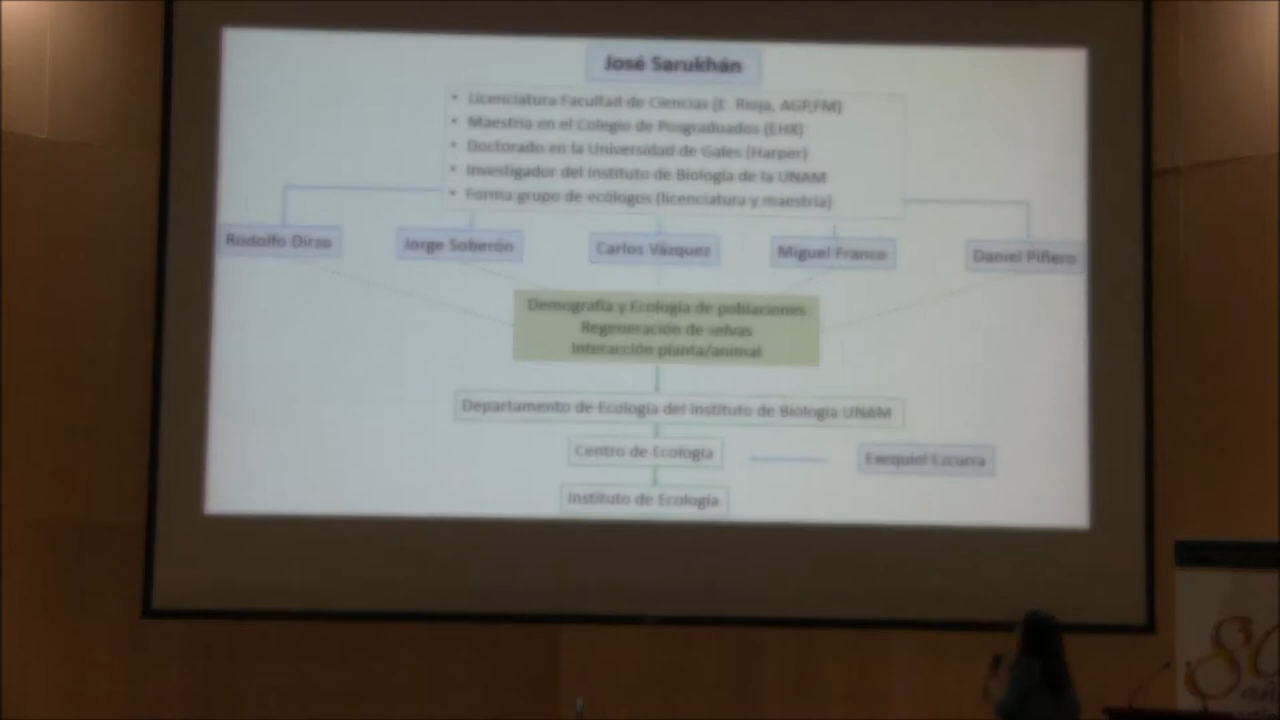 José Sarukhán
• Licenciatura Facultad de Ciencias (E. Rioja, AGP,FM)
• Maestría en el Colegio de Posgraduados (EHX)
• Doctorado en la Universidad de Gales (Harper)
• Investigador del Instituto de Biología de la UNAM
• Forma grupo de ecólogos (licenciatura y maestría)
Rodolfo Dirzo
Jorge Soberón
Carlos Vázquez
Miguel Franco
Daniel Piñero
Demografía y Ecología de poblaciones
Regeneración de selvas
Interacción planta/animal
Departamento de Ecología del Instituto de Biología UNAM
Centro de Ecología
Exequiel Ezcurra
Instituto de Ecología